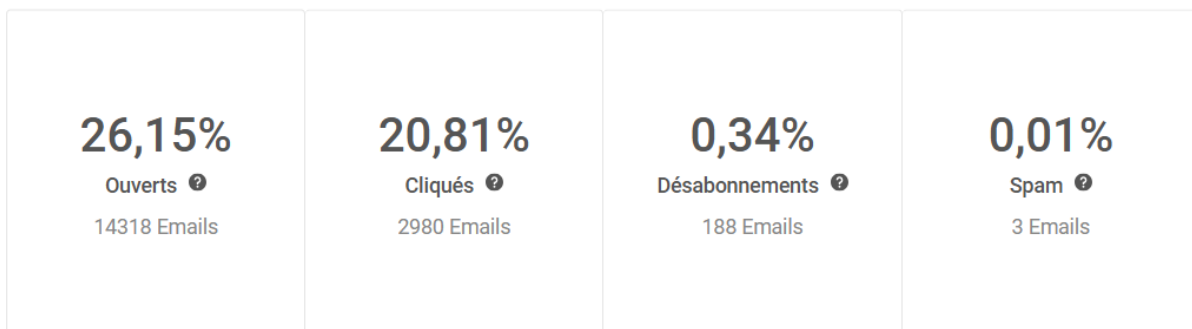 26,15%
20,81%
0,34%
0,01%
Ouverts ?
Cliqués ?
Désabonnements ?
Spam ?
14318 Emails
2980 Emails
188 Emails
3 Emails